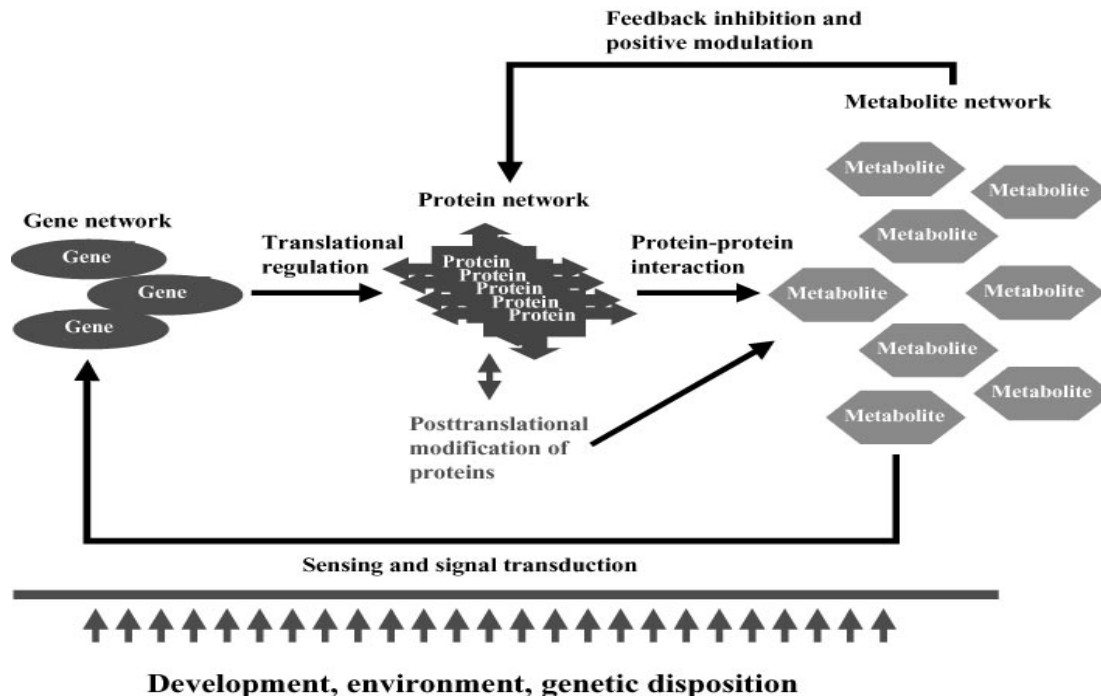 Feedback inhibition and
positive modulation
Metabolite network
Metabolite
Metabolite
Protein network
Metabolite
Gene network
Gene
Translational
regulation
Protein
Protein
Protein
Protein
Protein
Protein-protein
interaction
Gene
Metabolite
Metabolite
Gene
Metabolite
Metabolite
Metabolite
Posttranslational
modification of
proteins
Sensing and signal transduction
Development, environment, genetic disposition